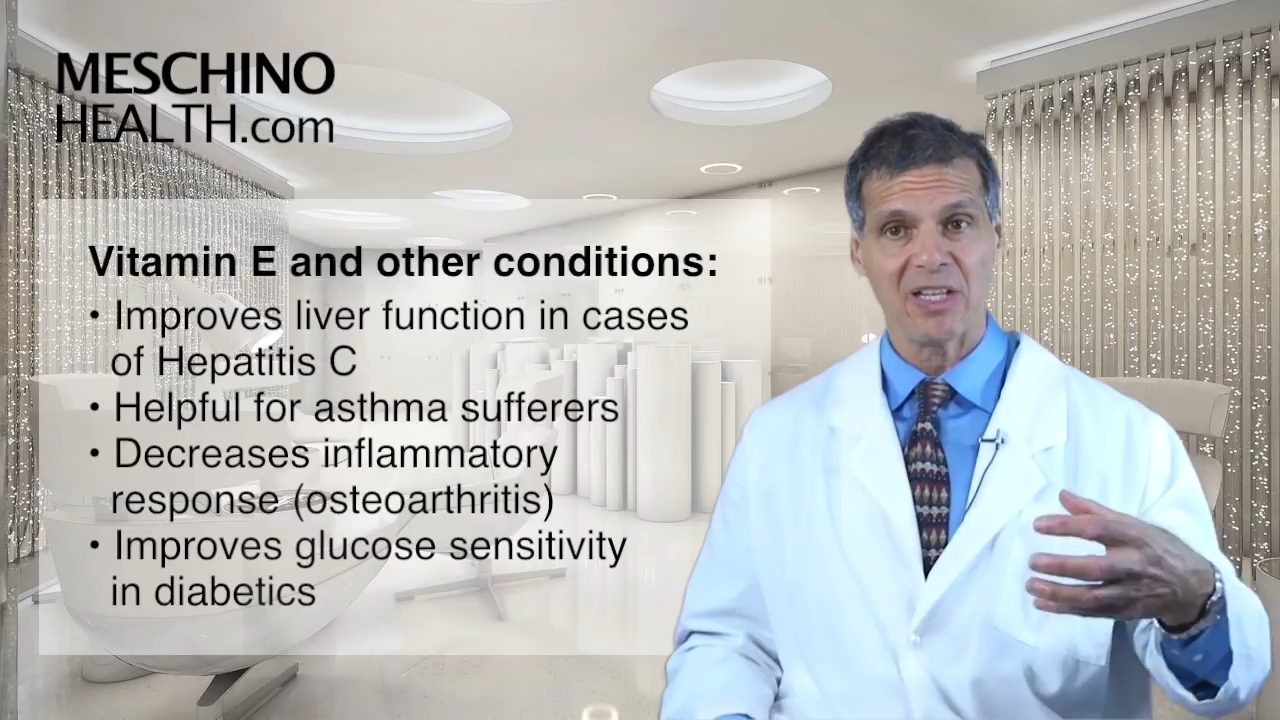 MESCHINO
HEALTH.com
Vitamin E and other conditions:
• Improves liver function in cases
of Hepatitis C
• Helpful for asthma sufferers
• Decreases inflammatory
response (osteoarthritis)
• Improves glucose sensitivity
in diabetics